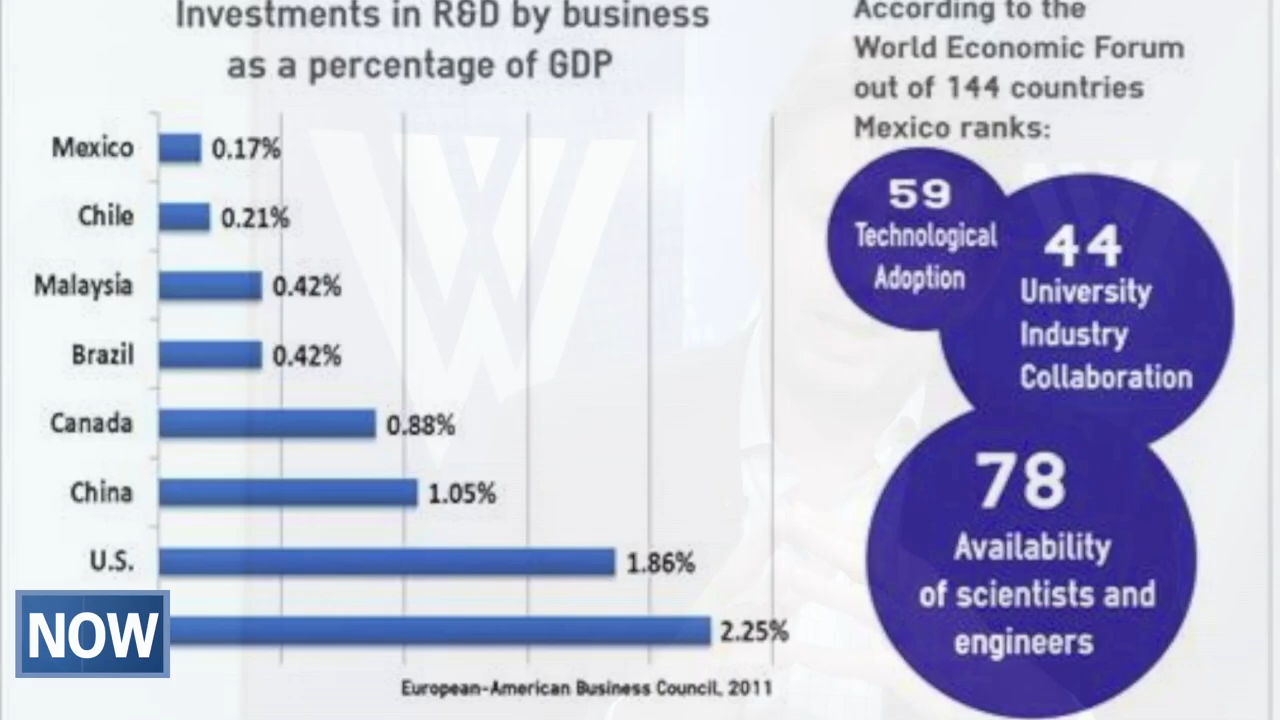 Investments in R&D by business
as a percentage of GDP
Mexico 0.17%
Chile 0.21%
Malaysia 0.42%
Brazil 0.42%
Canada 0.88%
China 1.05%
U.S. 1.86%
2.25%
European-American Business Council, 2011
According to the
World Economic Forum
out of 144 countries
Mexico ranks:
59
Technological
Adoption
44
University
Industry
Collaboration
78
Availability
of scientists and
engineers
NOW
W